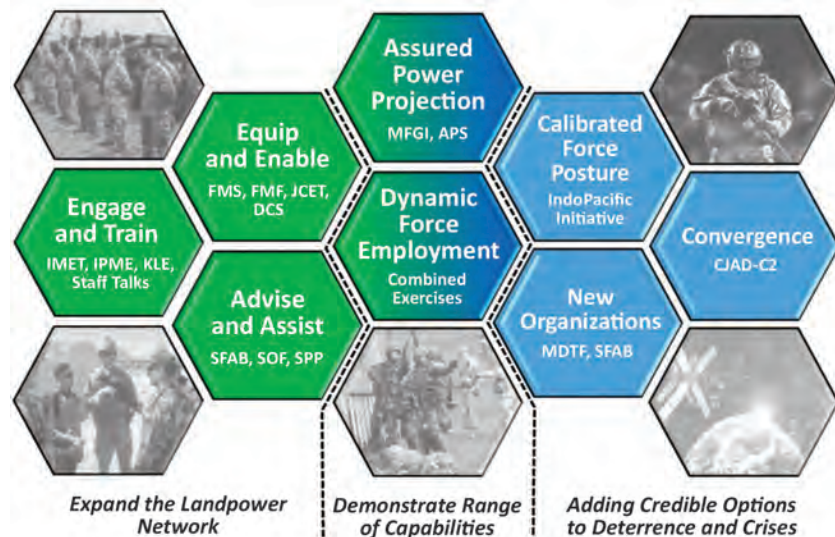 Assured
Power
Projection
MFGI, APS
Equip
and Enable
FMS, FMF, JCET,
DCS
Calibrated
Force
Posture
IndoPacific
Initiative
Engage
and Train
IMET, IPME, KLE,
Staff Talks
Dynamic
Force
Employment
Combined
Exercises
Convergence
CJAD-C2
Advise
and Assist
SFAB, SOF, SPP
New
Organizations
MDTF, SFAB
Expand the Landpower
Network
Demonstrate Range
of Capabilities
Adding Credible Options
to Deterrence and Crises